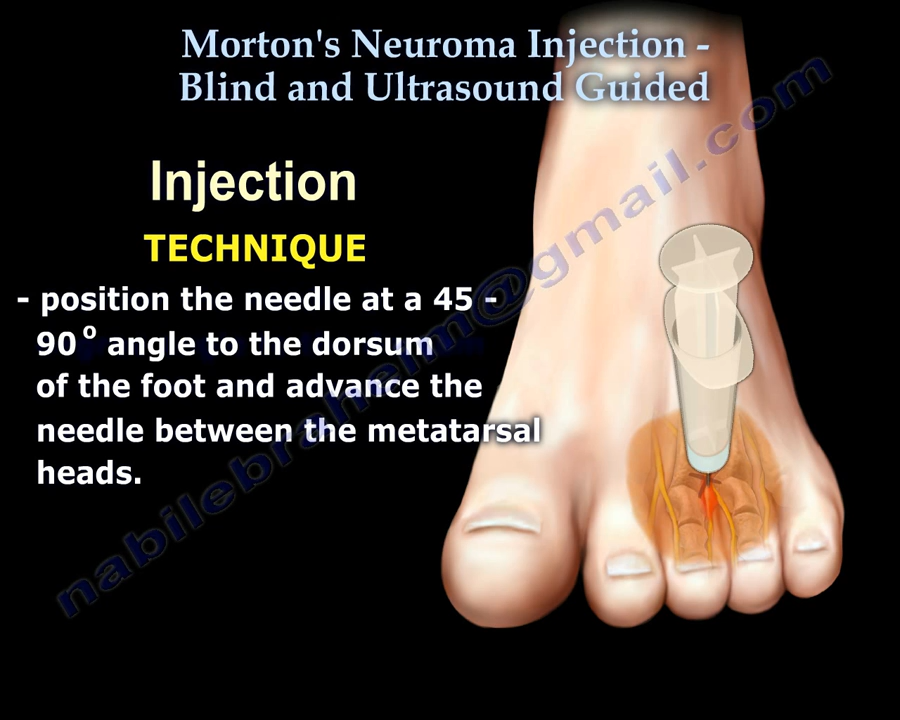 Morton's Neuroma Injection -
Blind and Ultrasound Guided
Injection
TECHNIQUE
- position the needle at a 45 -
90° angle to the dorsum
of the foot and advance the
needle between the metatarsal
heads.
nabilebraheim@gmail.com